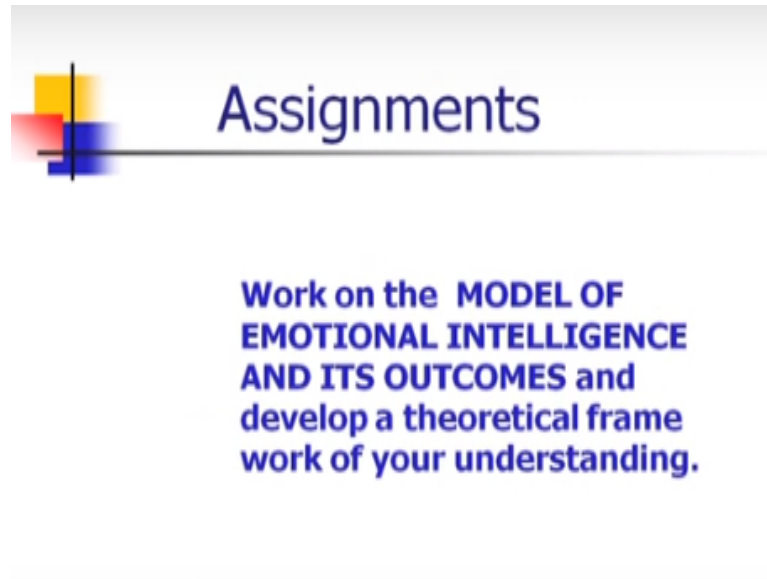 Assignments
Work on the MODEL OF
EMOTIONAL INTELLIGENCE
AND ITS OUTCOMES and
develop a theoretical frame
work of your understanding.